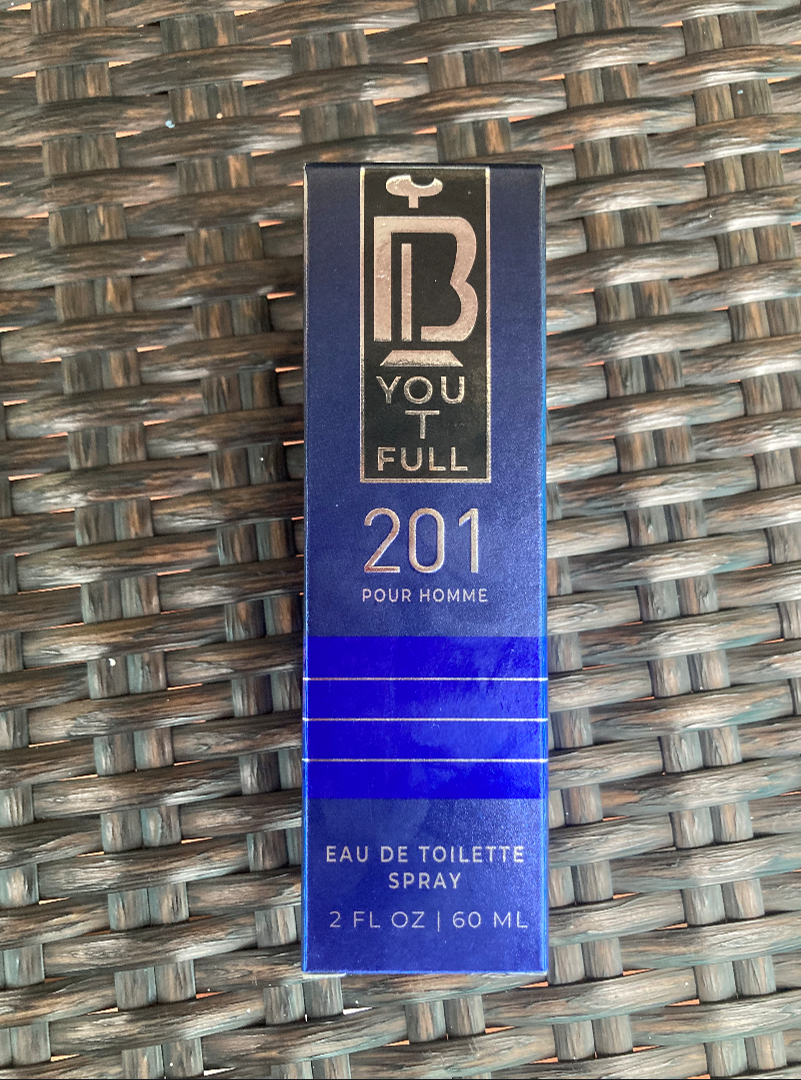 B
YOU
T
FULL
201
POUR HOMME
EAU DE TOILETTE
SPRAY
2 FL OZ | 60 ML